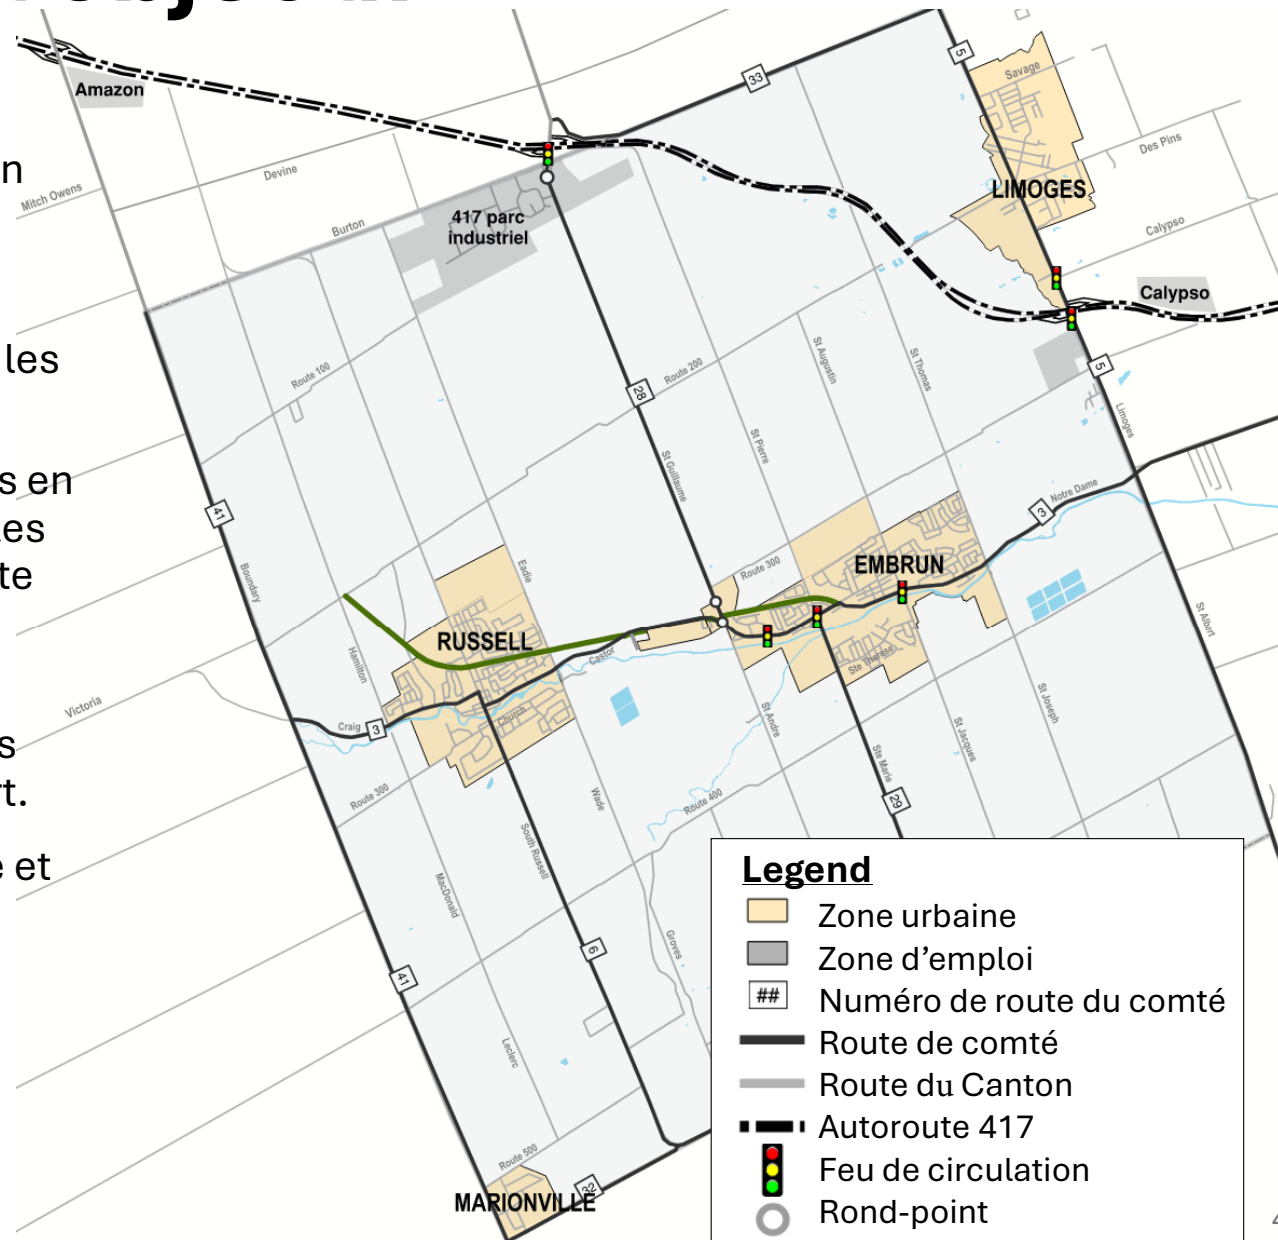 n
les
s en
te
s
rt.
e et
Amazon
Mitch Owens
Devine
Burton
417 parc
industriel
33
5
Savage
Des Pins
LIMOGES
Calypso
Calypso
Route 100
28
Route 200
St Augustin
St Thomas
5
Limoges
St Guillaume
St Pierre
41
Boundary
Notre Dame
3
Eadie
Route 300
EMBRUN
RUSSELL
Hamilton
Castor
Ste Therese
St Albert
Victoria
Craig
3
Church
St Andre
Ste Marie
St Jacques
St Joseph
Route 300
Wade
Route 400
29
South Russell
MacDonald
Groves
41
6
Leclerc
Route 500
MARIONVILLE
32
Legend
Zone urbaine
Zone d’emploi
## Numéro de route du comté
Route de comté
Route du Canton
Autoroute 417
Feu de circulation
Rond-point